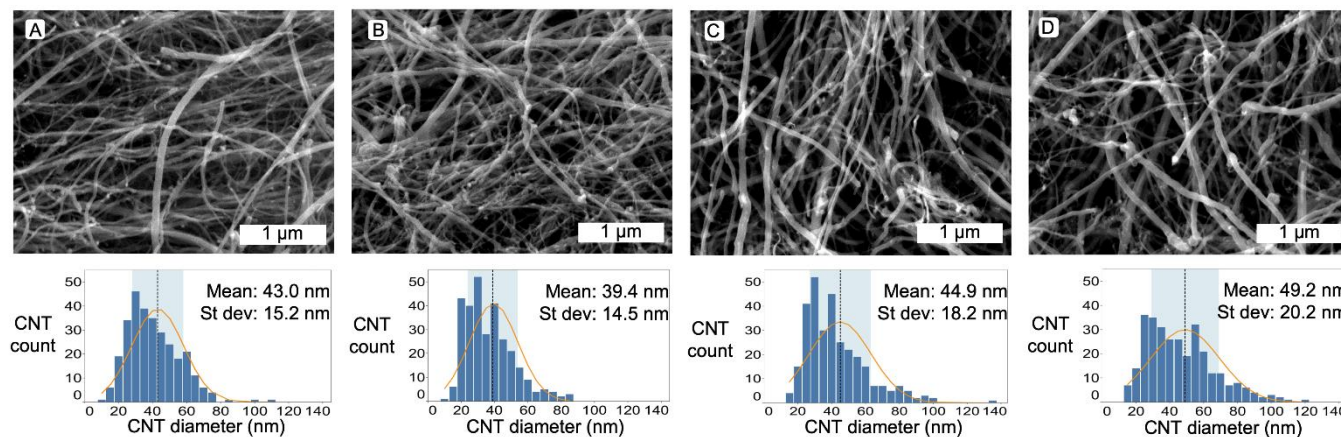 A
1 µm
B
1 µm
C
1 µm
D
1 µm
CNT
count
50
40
30
20
10
0
Mean: 43.0 nm
St dev: 15.2 nm
0 20 40 60 80 100 120 140
CNT diameter (nm)
CNT
count
50
40
30
20
10
0
Mean: 39.4 nm
St dev: 14.5 nm
0 20 40 60 80 100 120 140
CNT diameter (nm)
CNT
count
50
40
30
20
10
0
Mean: 44.9 nm
St dev: 18.2 nm
0 20 40 60 80 100 120 140
CNT diameter (nm)
CNT
count
50
40
30
20
10
0
Mean: 49.2 nm
St dev: 20.2 nm
0 20 40 60 80 100 120 140
CNT diameter (nm)